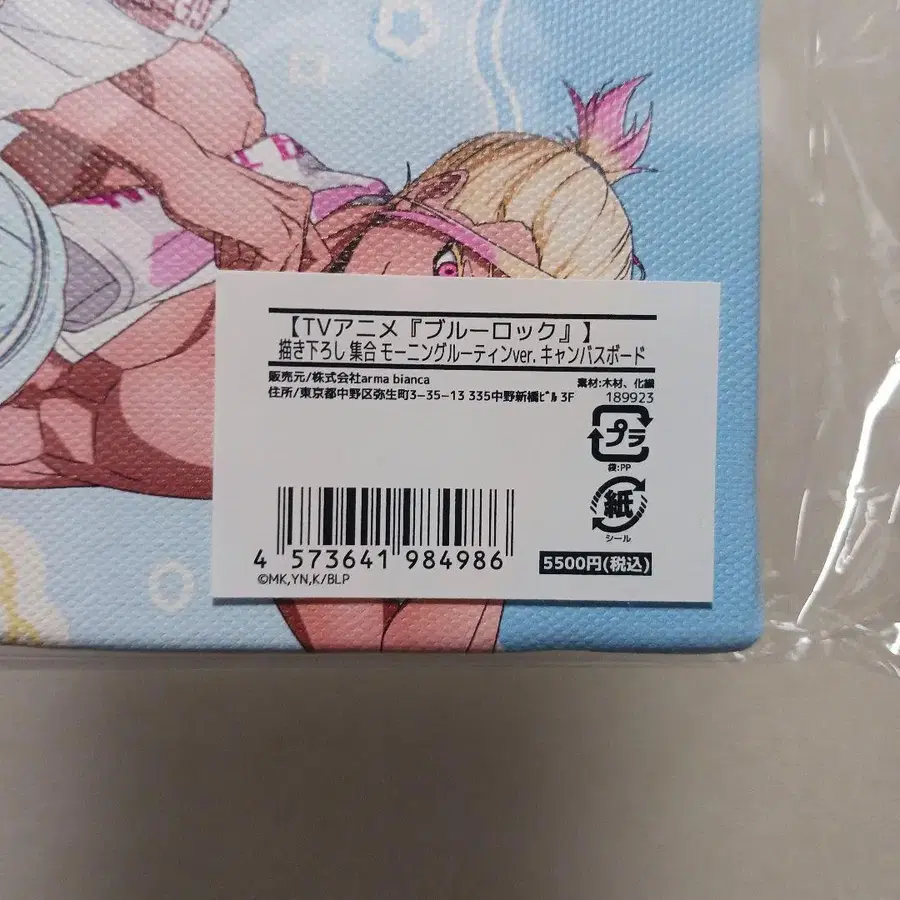 【TVアニメ『ブルーロック』】
描き下ろし 集合 モーニングルーティンver. キャンバスボード
販売元/株式会社arma bianca
素材:木材、化繊
住所/東京都中野区弥生町3-35-13 335中野新橋ﾋﾞﾙ 3F
189923
プラ
袋:PP
紙
シール
4 573641 984986
5500円(税込)
©MK,YN,K/BLP